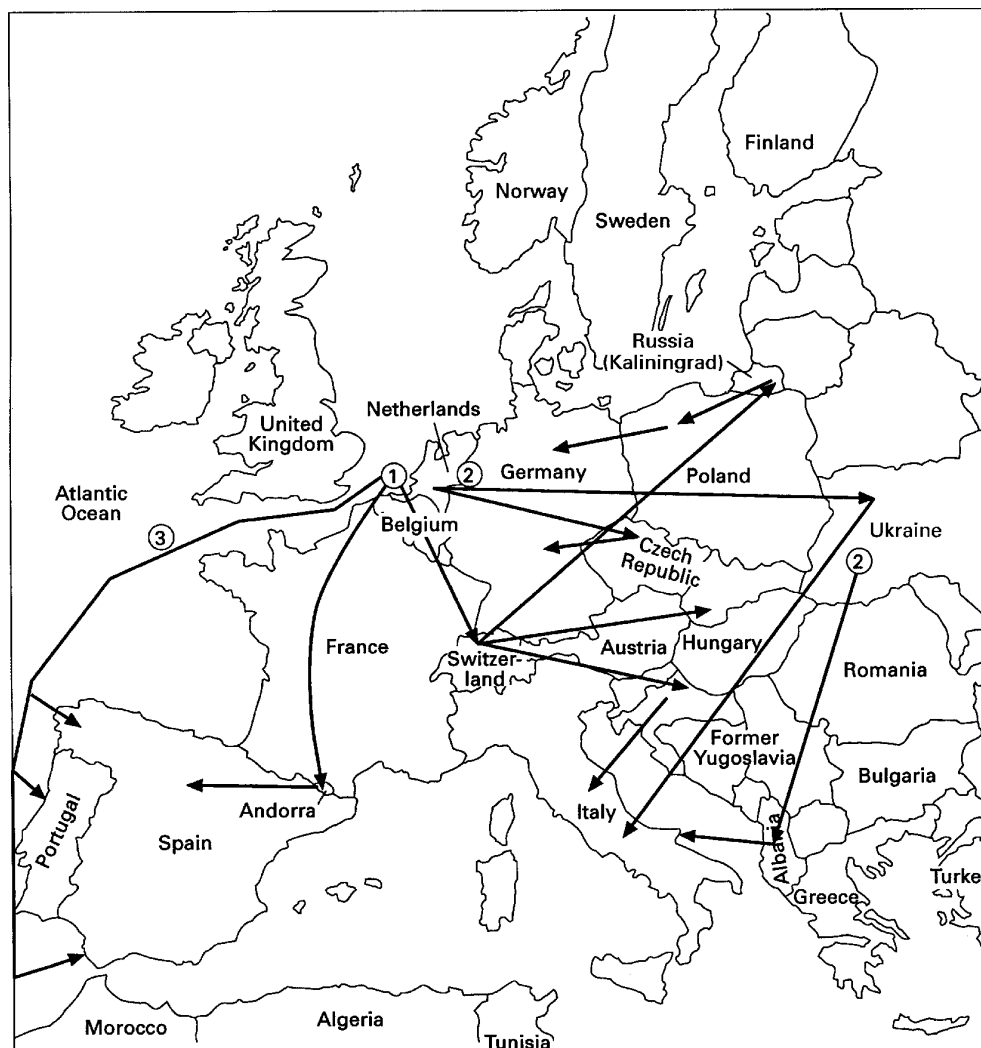 Finland
Norway
Sweden
Russia
(Kaliningrad)
Netherlands
United
Kingdom
①
②
Germany
Poland
Atlantic
Ocean
③
Belgium
Ukraine
Czech
Republic
②
France
Switzer-
land
Austria
Hungary
Romania
Former
Yugoslavia
Bulgaria
Andorra
Italy
Portugal
Spain
Albania
Greece
Turke
Morocco
Algeria
Tunisia